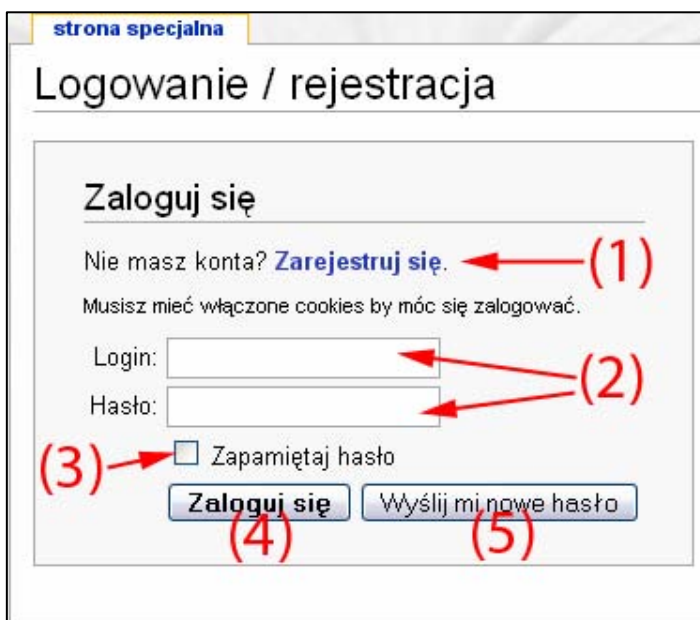 strona specjalna
Logowanie / rejestracja
Zaloguj się
Nie masz konta? Zarejestruj się. (1)
Musisz mieć włączone cookies by móc się zalogować.
Login:
(2)
Hasło:
(3) Zapamiętaj hasło
Zaloguj się Wyślij mi nowe hasło
(4) (5)